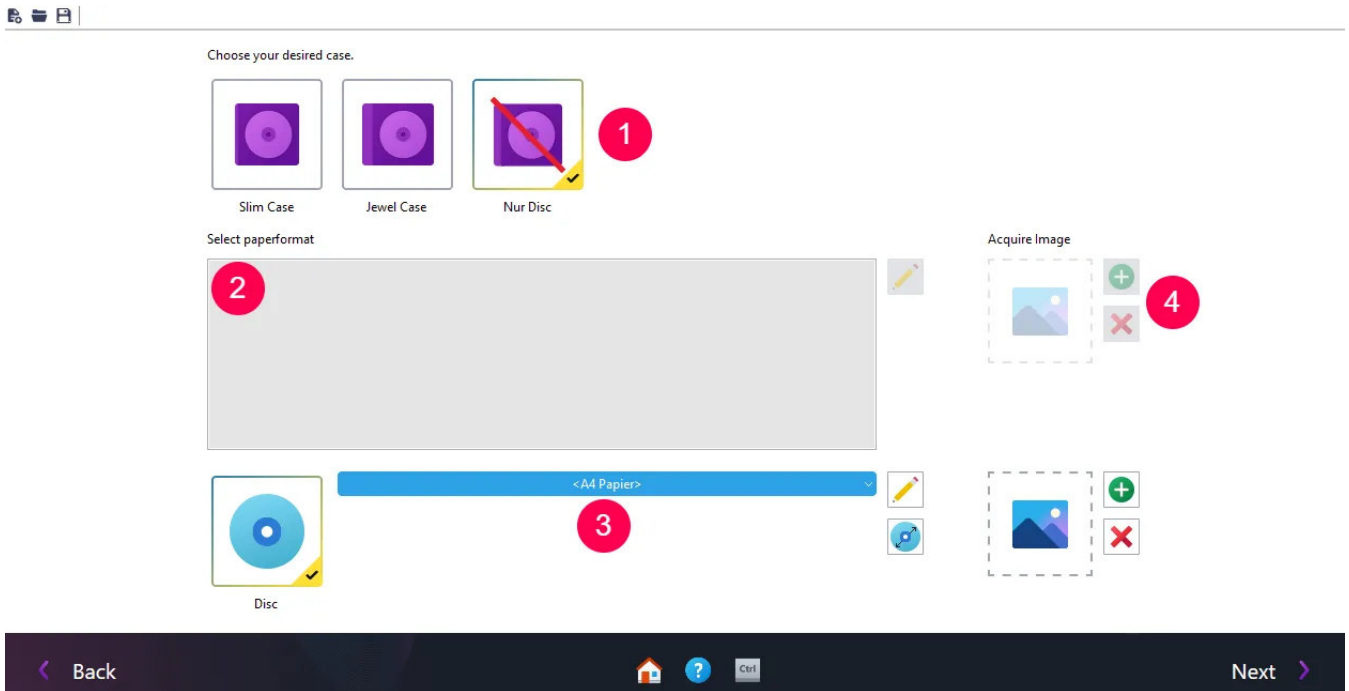 Choose your desired case.
1
Slim Case Jewel Case Nur Disc
Select paperformat Acquire Image
2
4
<A4 Papier>
3
Disc
Back Ctrl Next